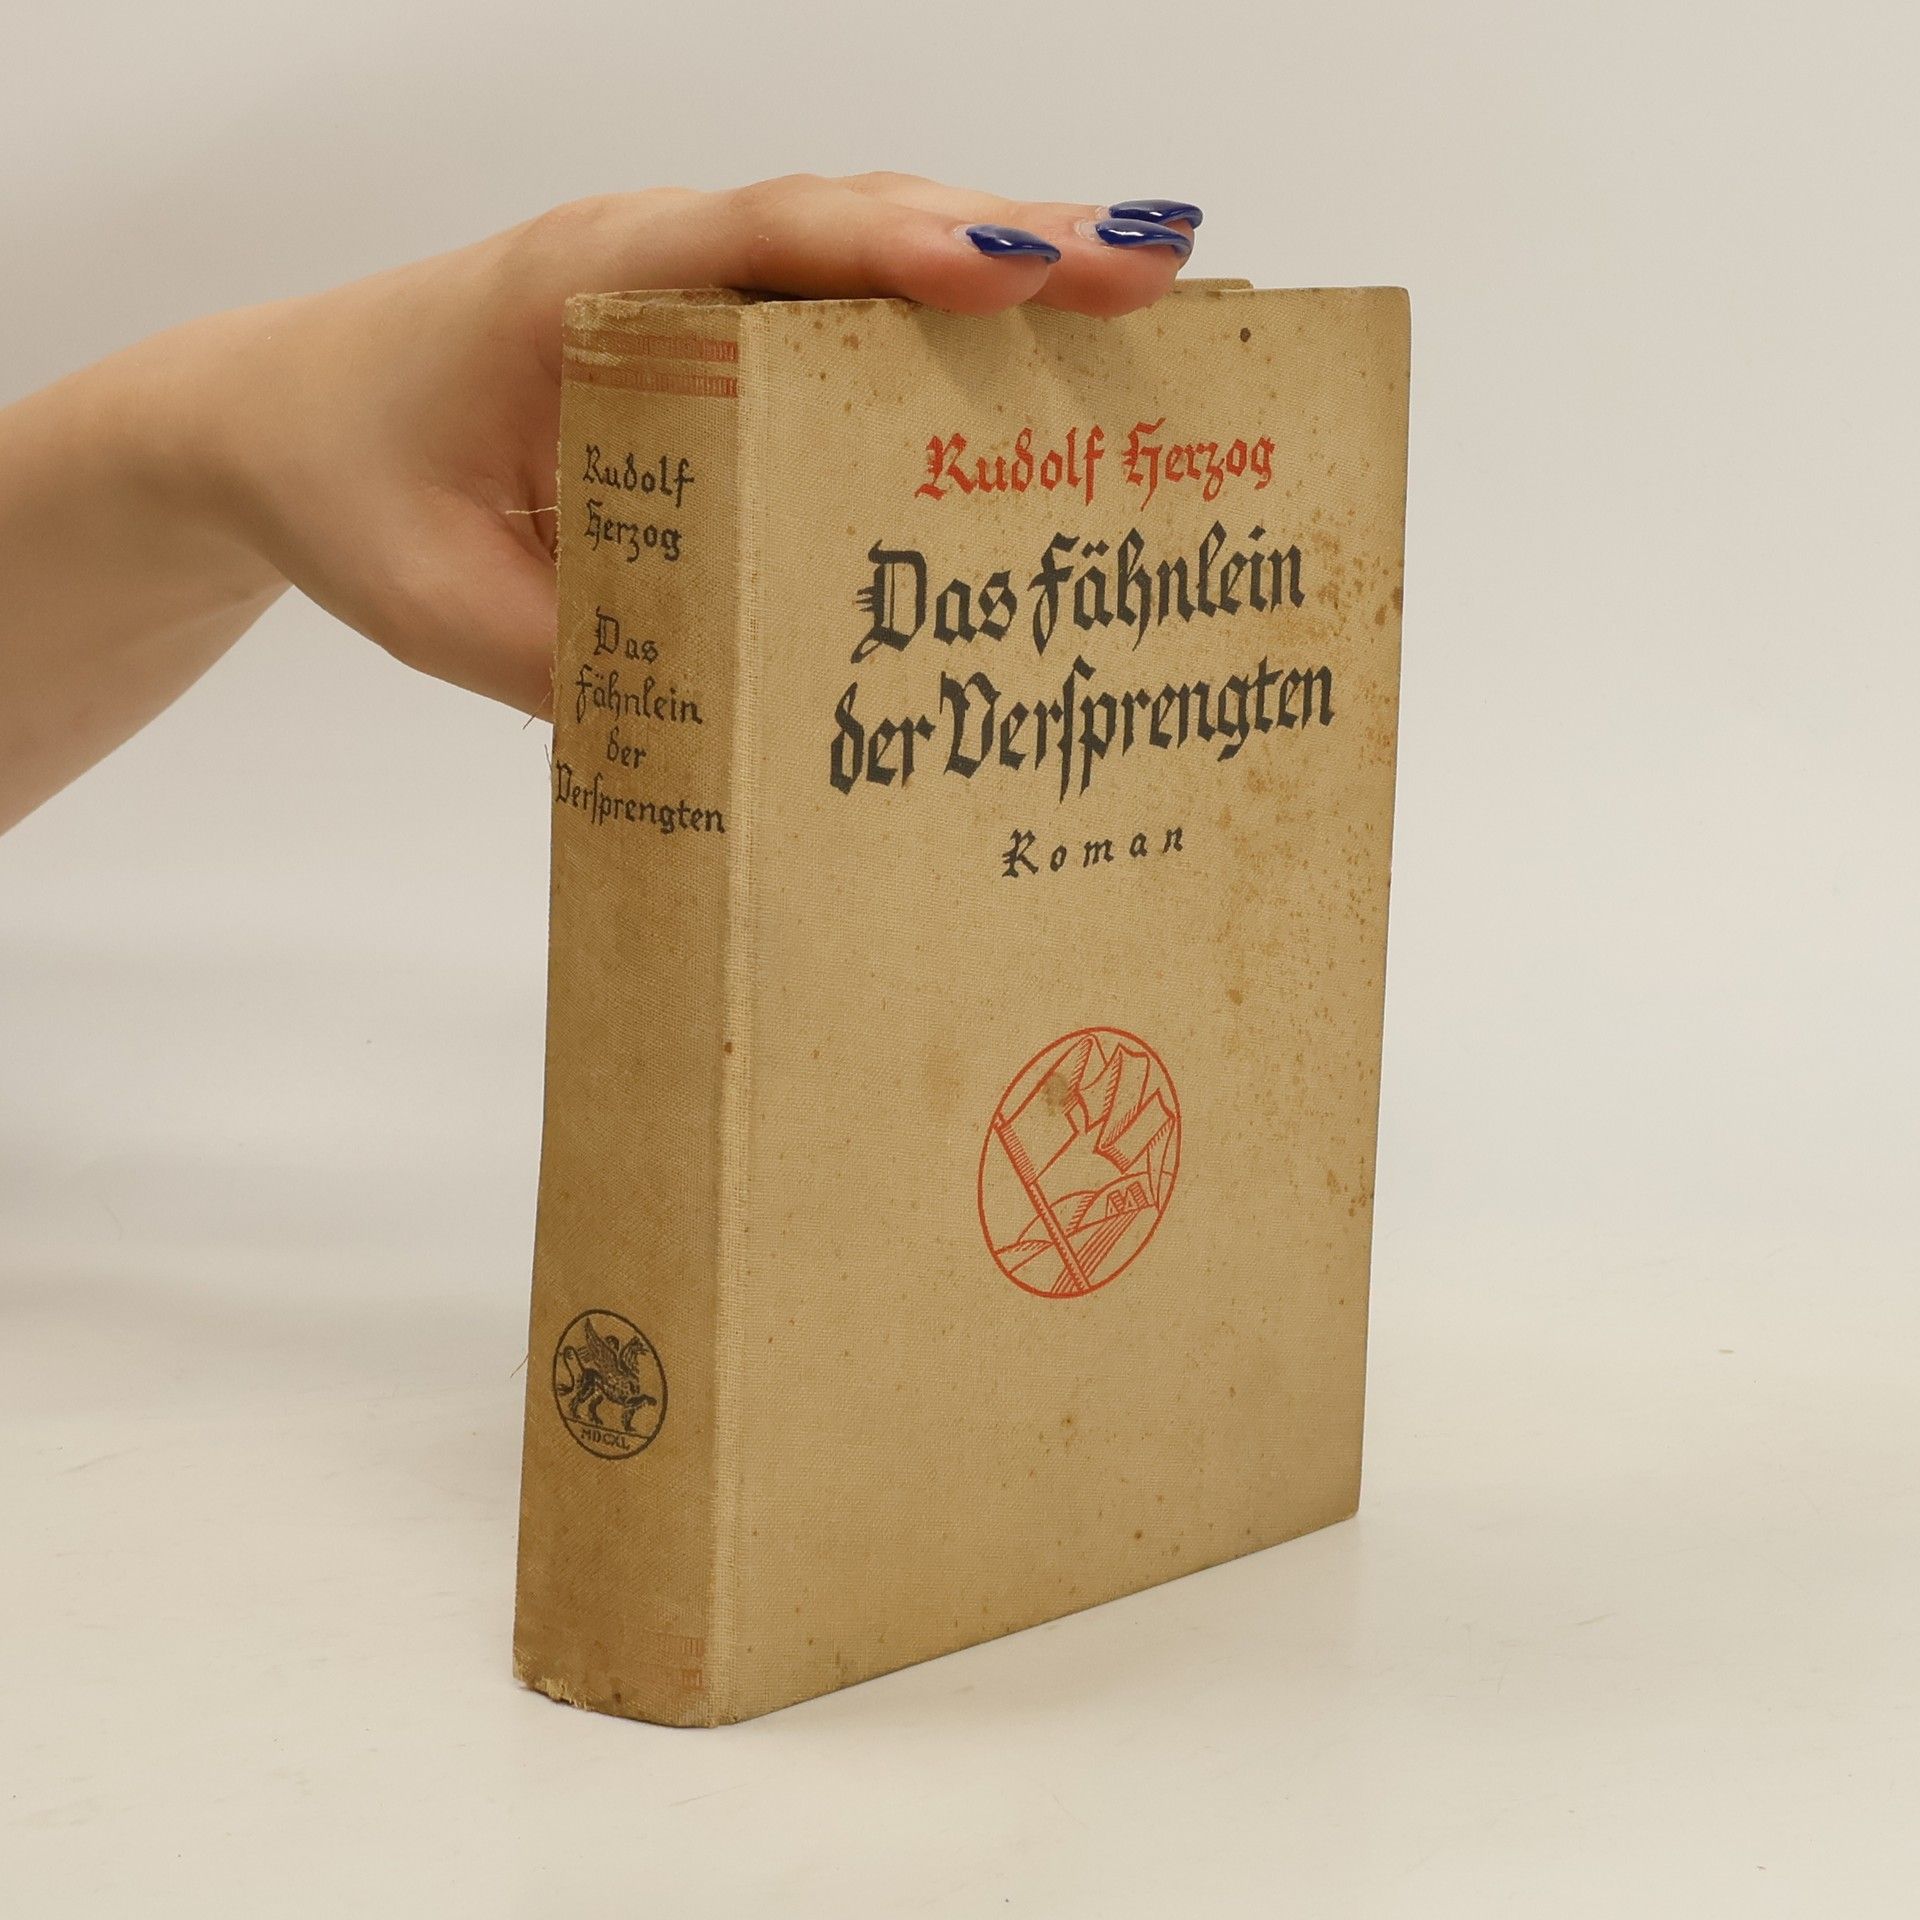 Rudolf
Herzog
Das
Fähnlein
der
Verſprengten
MDCXL
Rudolf Herzog
Das Fähnlein
der Verſprengten
Roman